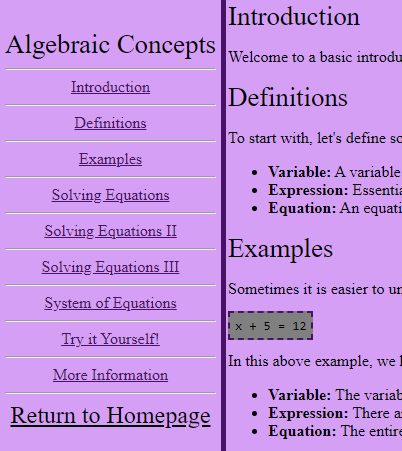 Algebraic Concepts
Introduction
Definitions
Examples
Solving Equations
Solving Equations II
Solving Equations III
System of Equations
Try it Yourself!
More Information
Return to Homepage
Introduction
Welcome to a basic introdu
Definitions
To start with, let's define so
Variable: A variable
Expression: Essentia
Equation: An equati
Examples
Sometimes it is easier to un
x + 5 = 12
In this above example, we h
Variable: The variab
Expression: There a
Equation: The entire